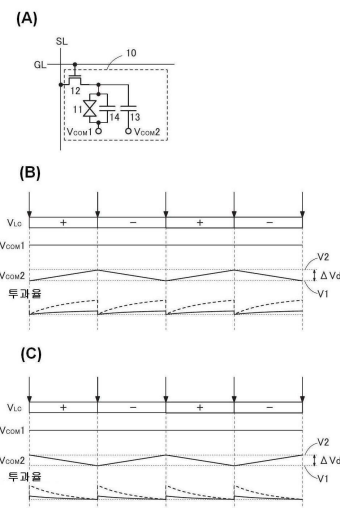 (A)
SL
GL
10
12
11
14
13
VCOM1
VCOM2
(B)
VLC
+
−
+
−
VCOM1
V2
VCOM2
ΔVd
투과율
V1
(C)
VLC
+
−
+
−
VCOM1
V2
VCOM2
ΔVd
투과율
V1